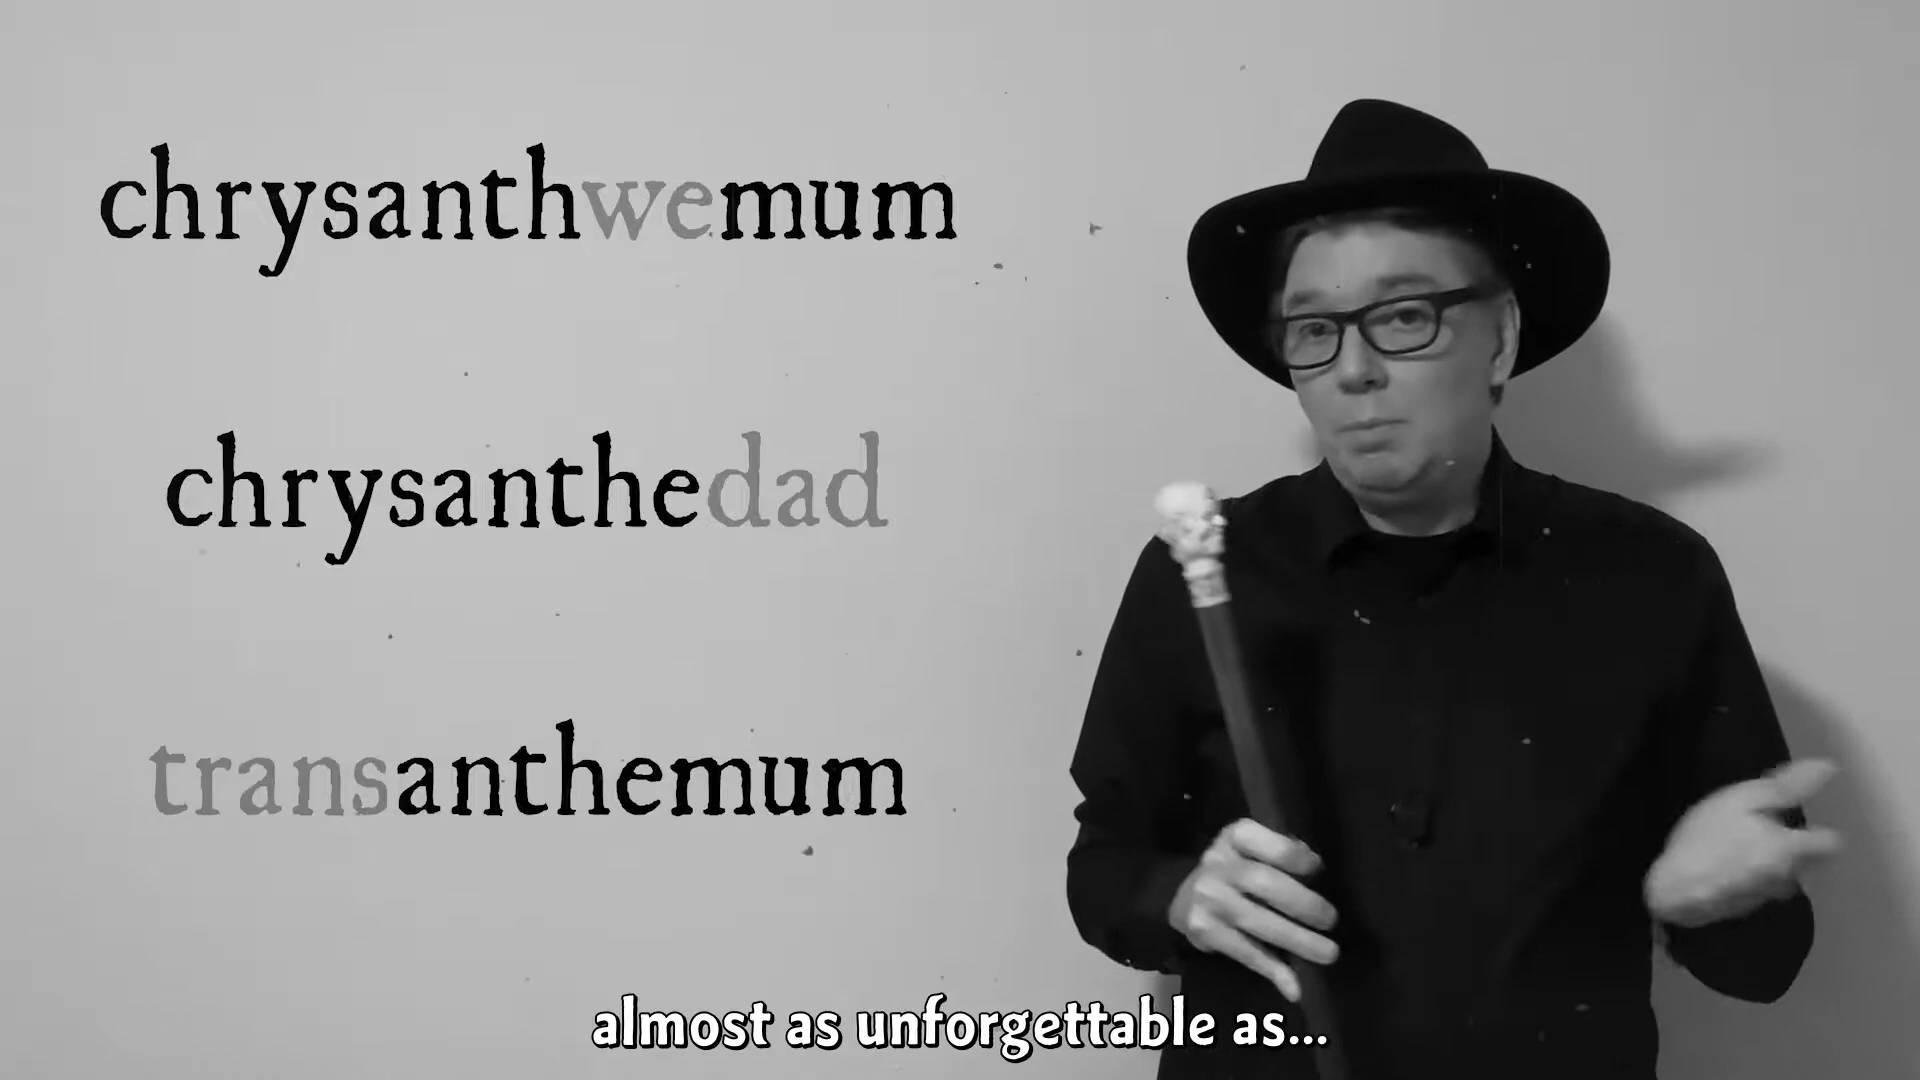 chrysanthwemum
chrysanthedad
transanthemum
almost as unforgettable as...